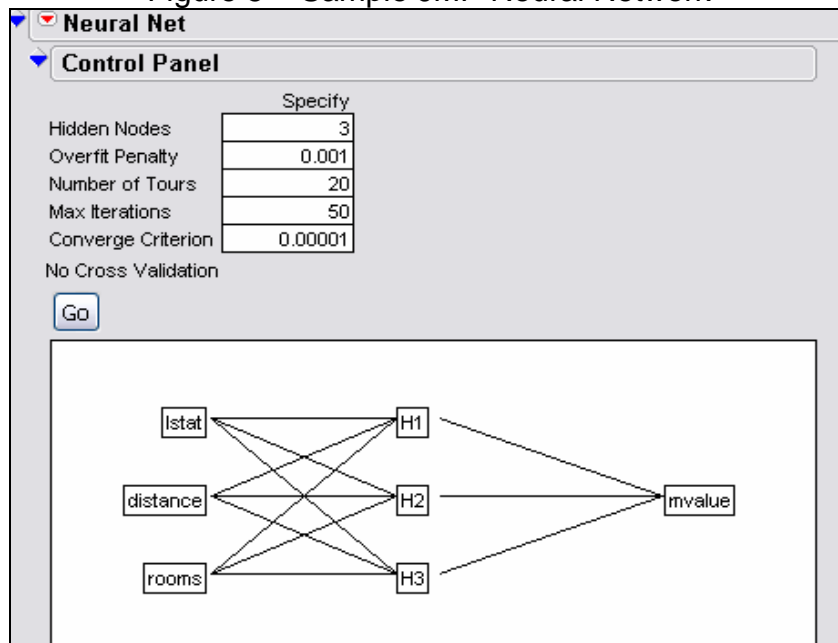 Neural Net
Control Panel
Specify
Hidden Nodes 3
Overfit Penalty 0.001
Number of Tours 20
Max Iterations 50
Converge Criterion 0.00001
No Cross Validation
Go
lstat H1
distance H2 mvalue
rooms H3